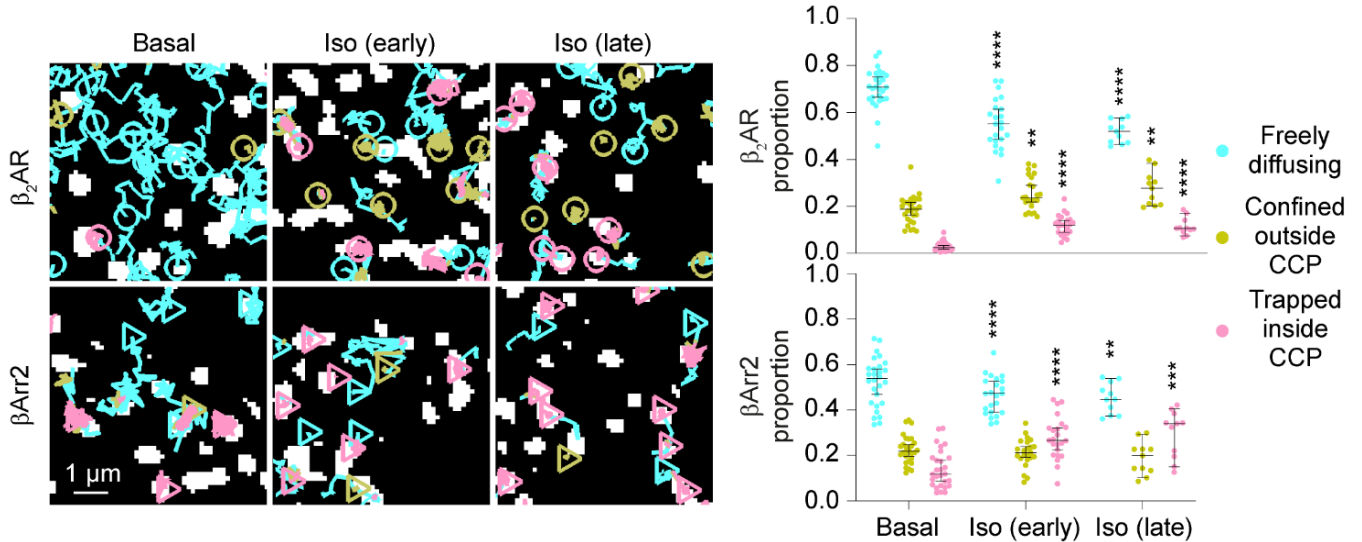 Basal
Iso (early)
Iso (late)
β₂AR
βArr2
1 µm
β₂AR
proportion
1.0
0.8
0.6
0.4
0.2
0.0
****
**
****
****
**
****
βArr2
proportion
1.0
0.8
0.6
0.4
0.2
0.0
****
****
**
***
Basal
Iso (early)
Iso (late)
Freely
diffusing
Confined
outside
CCP
Trapped
inside
CCP